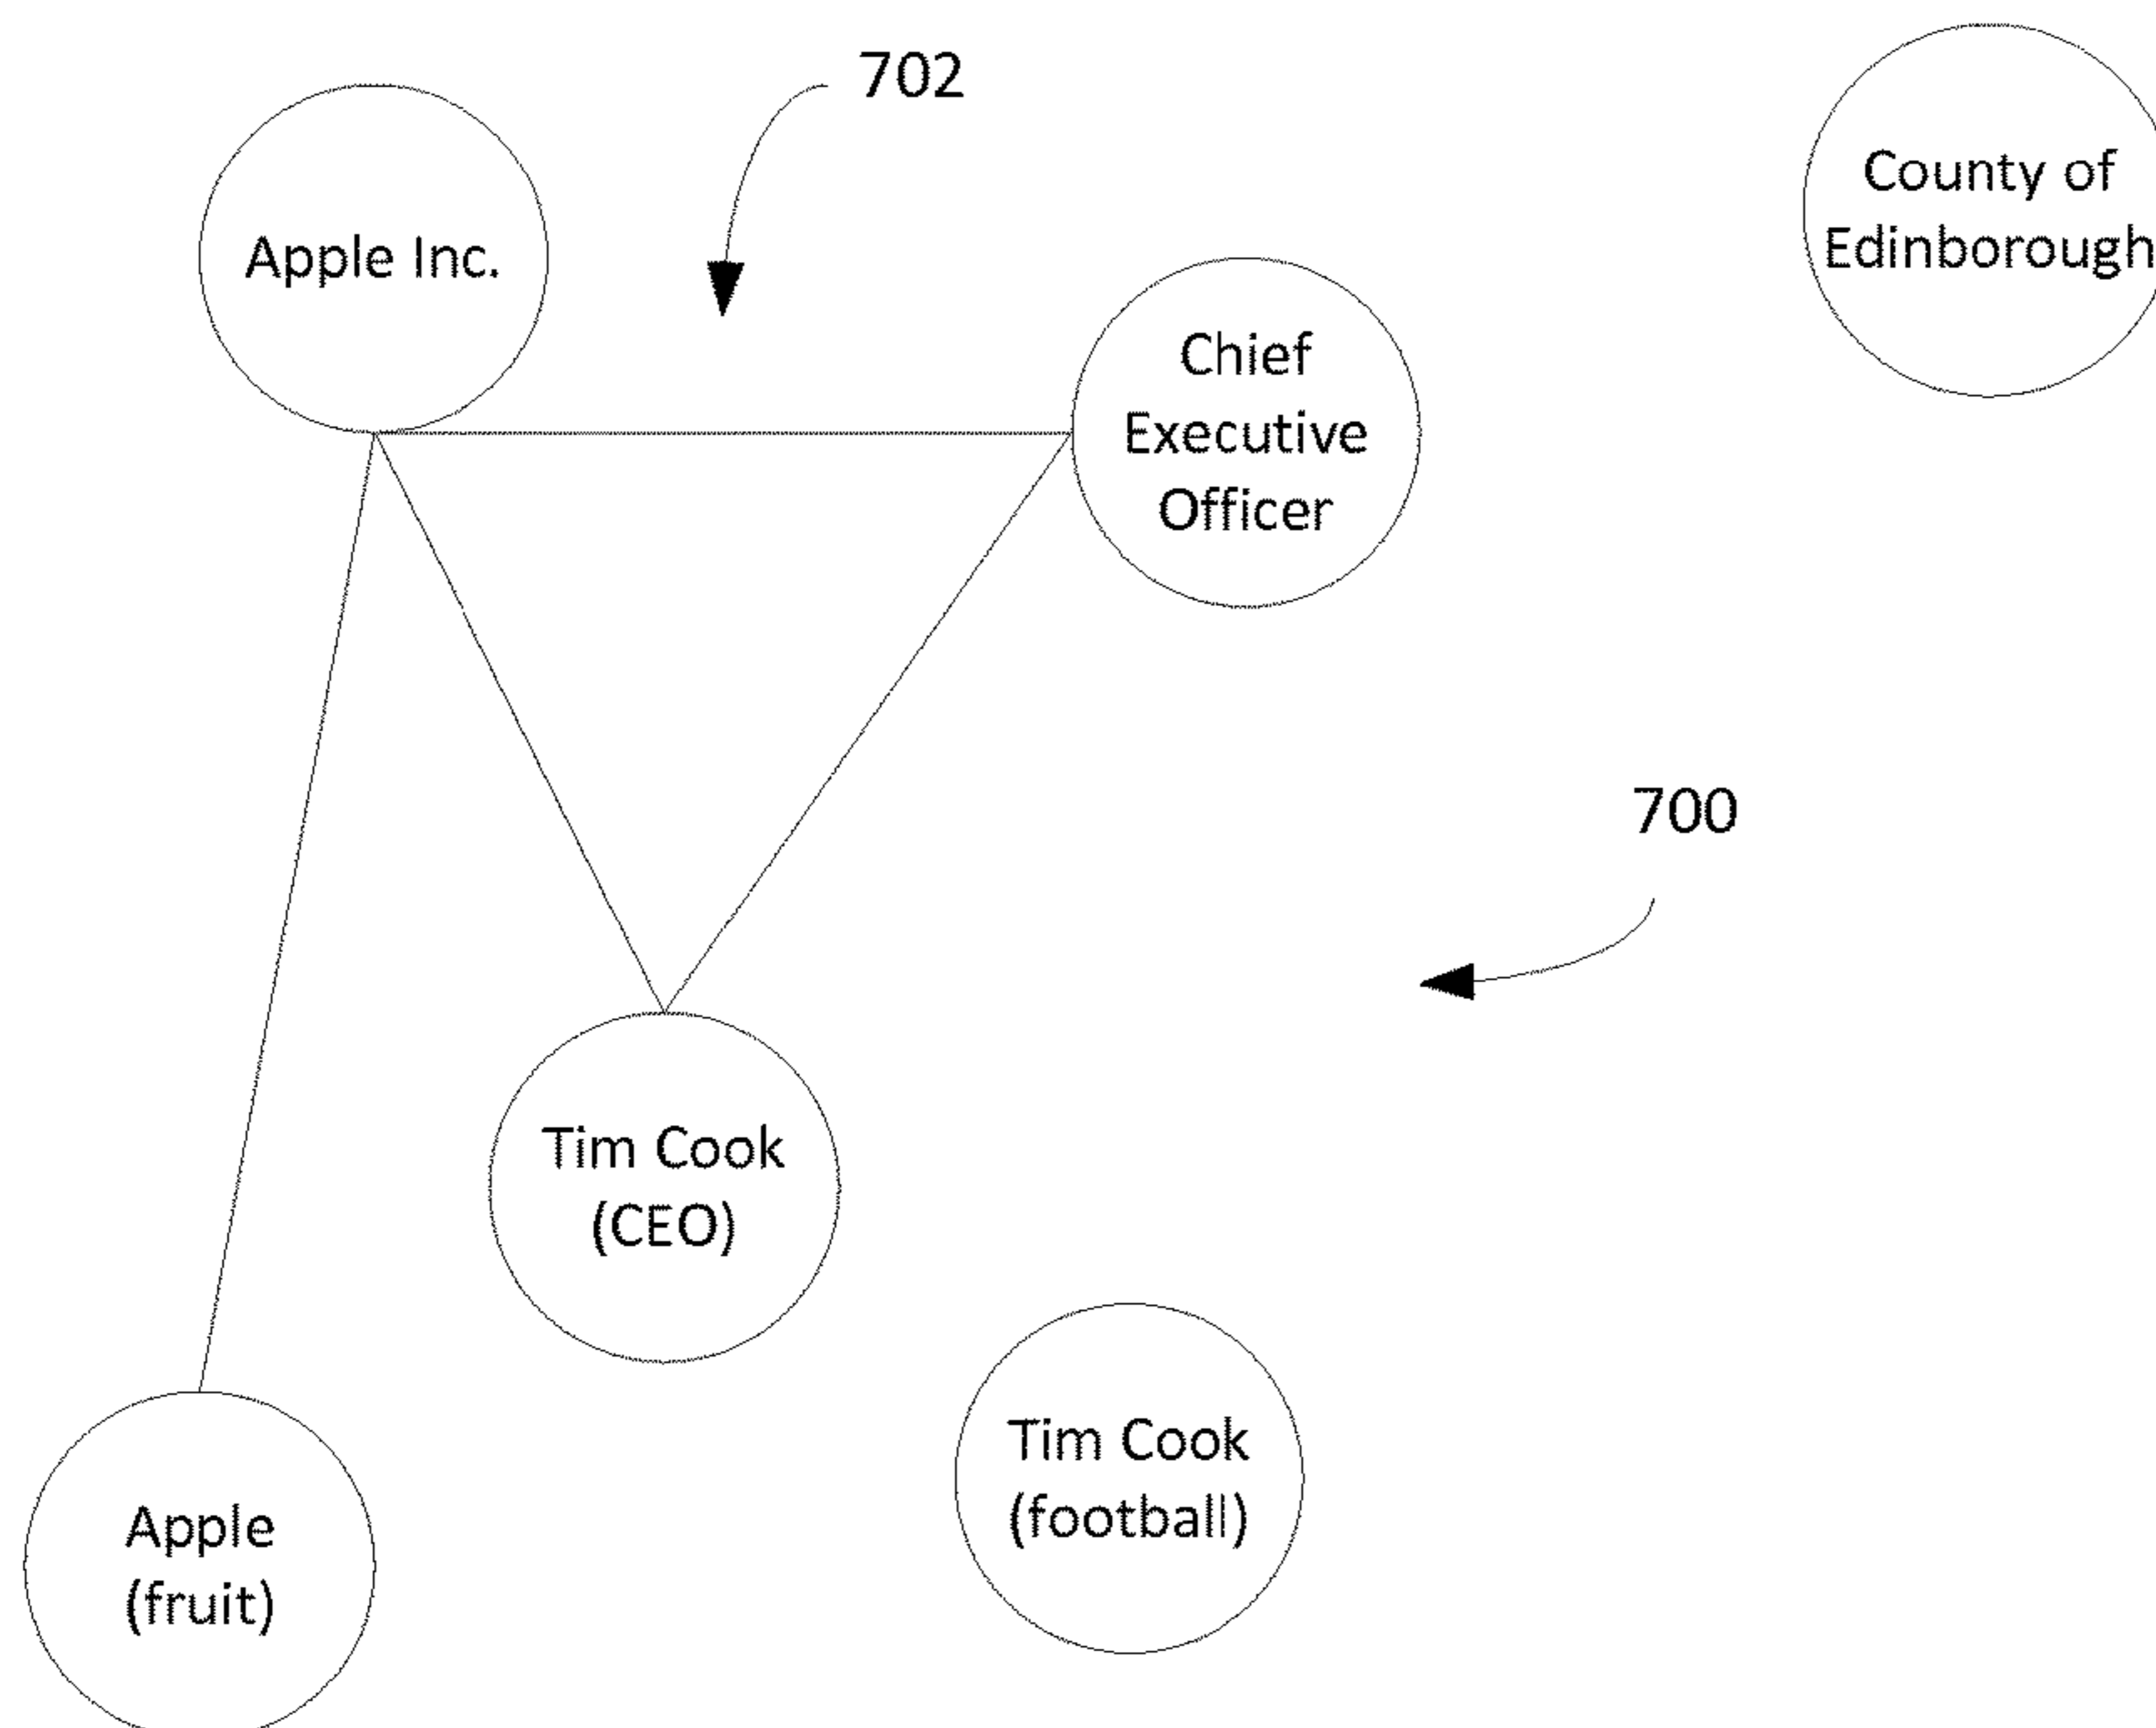 702
County of
Edinborough
Apple Inc.
Chief
Executive
Officer
700
Tim Cook
(CEO)
Tim Cook
(football)
Apple
(fruit)